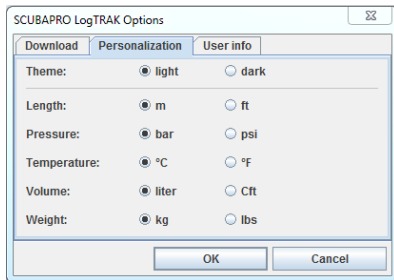 SCUBAPRO LogTRAK Options
Download Personalization User info
Theme: light dark
Length: m ft
Pressure: bar psi
Temperature: °C °F
Volume: liter Cft
Weight: kg lbs
OK Cancel